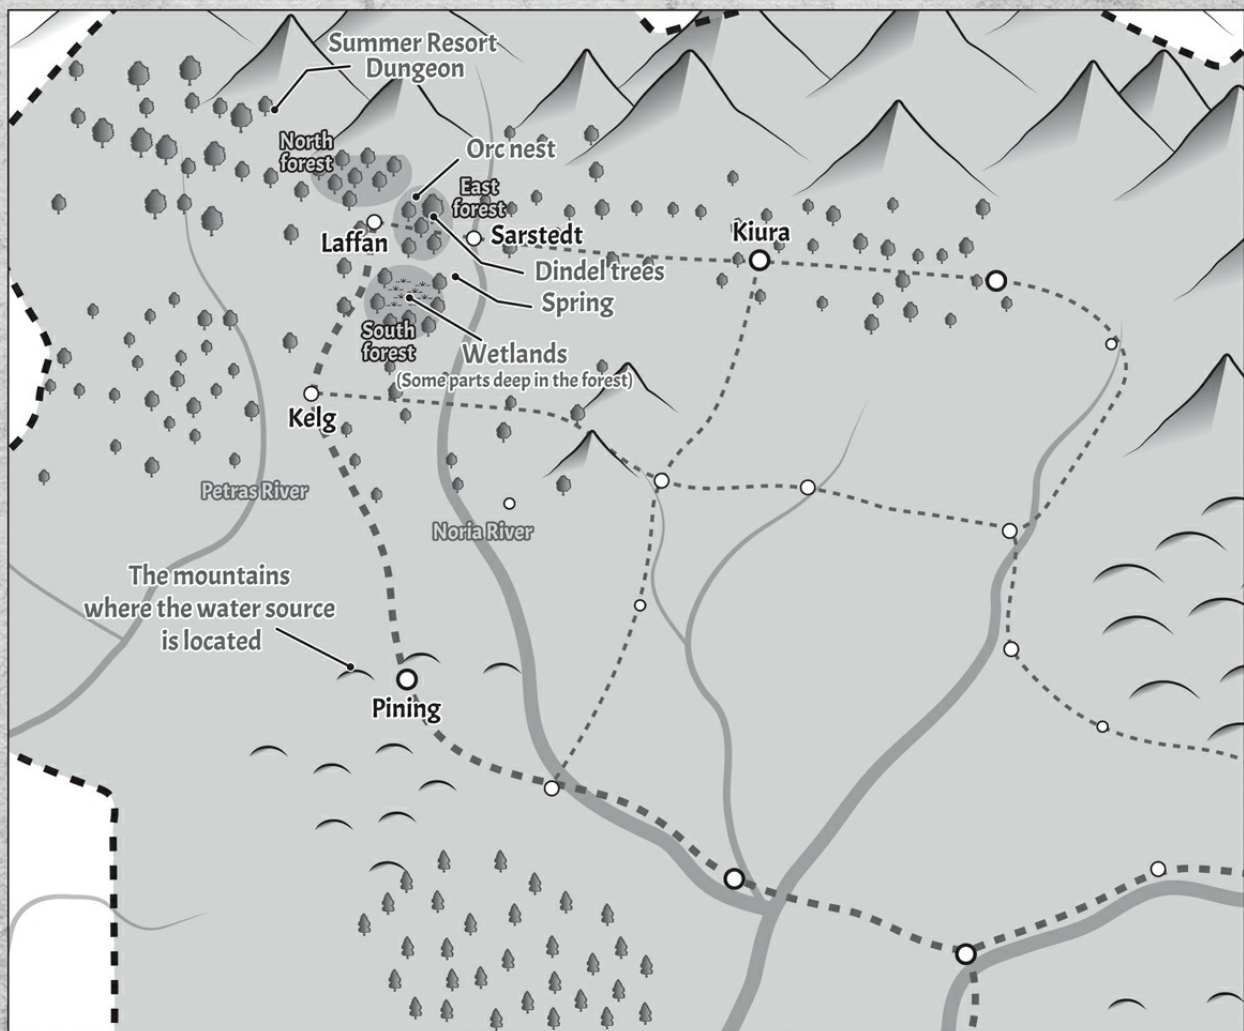 Summer Resort
Dungeon
North
forest
Orc nest
East
forest
Laffan
Sarstedt
Kiura
Dindel trees
Spring
South
forest
Wetlands
(Some parts deep in the forest)
Kelg
Petras River
Noria River
The mountains
where the water source
is located
Pining